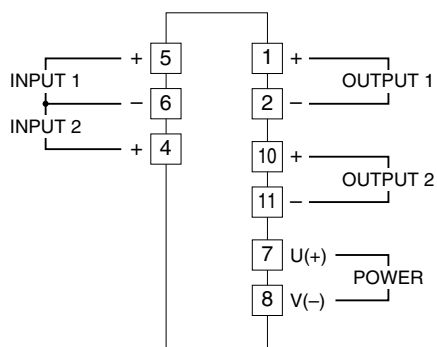 + 5
INPUT 1
– 6
INPUT 2
+ 4
1 +
OUTPUT 1
2 –
10 +
OUTPUT 2
11 –
7 U(+)
POWER
8 V(–)